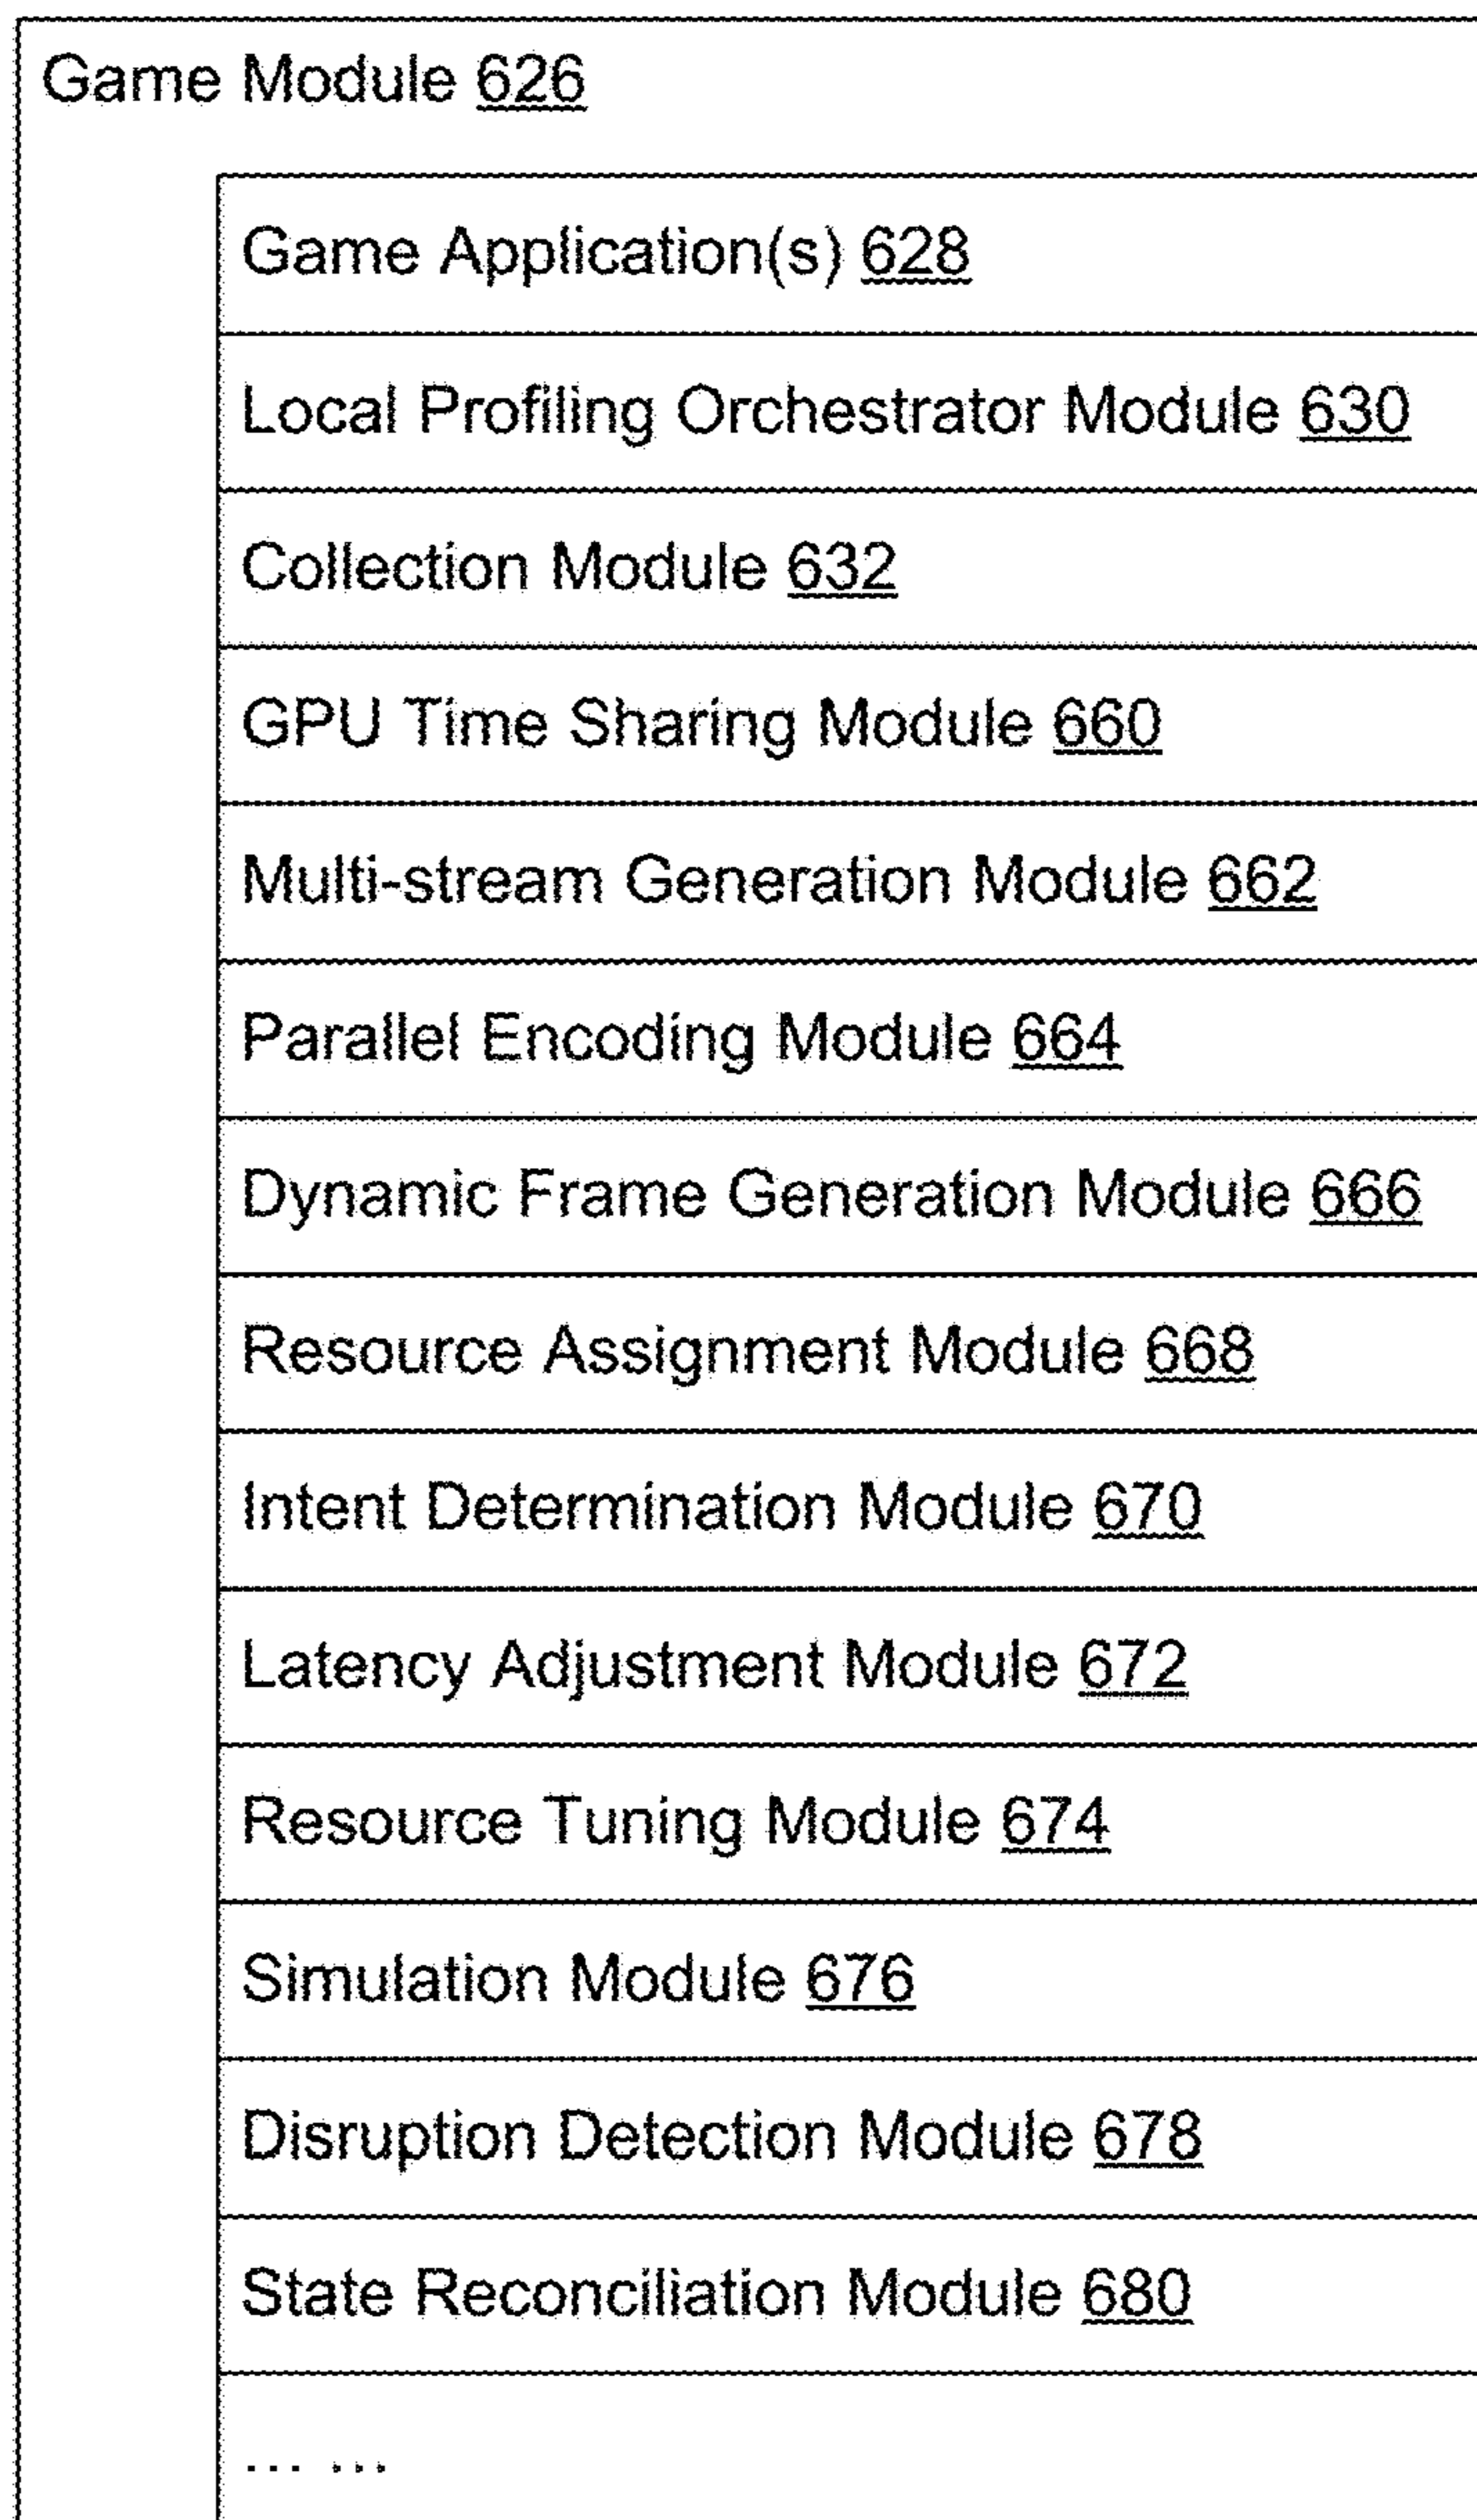 Game Module 626
Game Application(s) 628
Local Profiling Orchestrator Module 630
Collection Module 632
GPU Time Sharing Module 660
Multi-stream Generation Module 662
Parallel Encoding Module 664
Dynamic Frame Generation Module 666
Resource Assignment Module 668
Intent Determination Module 670
Latency Adjustment Module 672
Resource Tuning Module 674
Simulation Module 676
Disruption Detection Module 678
State Reconciliation Module 680
... ...